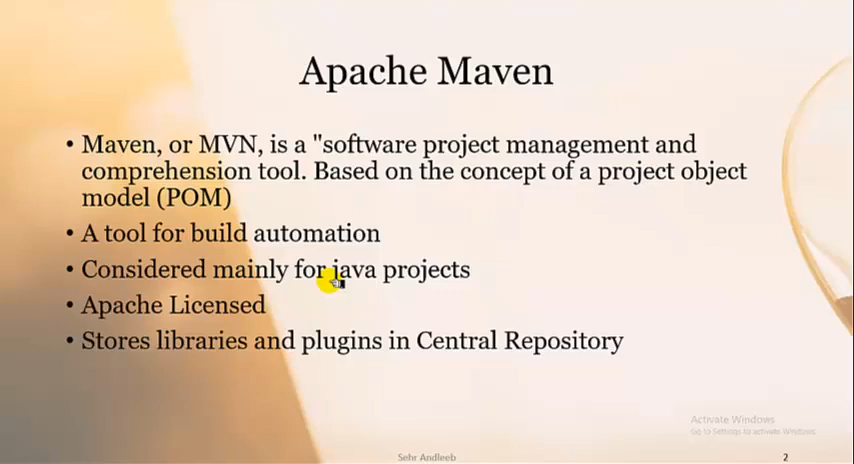 Apache Maven
• Maven, or MVN, is a "software project management and
comprehension tool. Based on the concept of a project object
model (POM)
• A tool for build automation
• Considered mainly for java projects
• Apache Licensed
• Stores libraries and plugins in Central Repository
Activate Windows
Go to Settings to activate Windows.
Sehr Andleeb
2